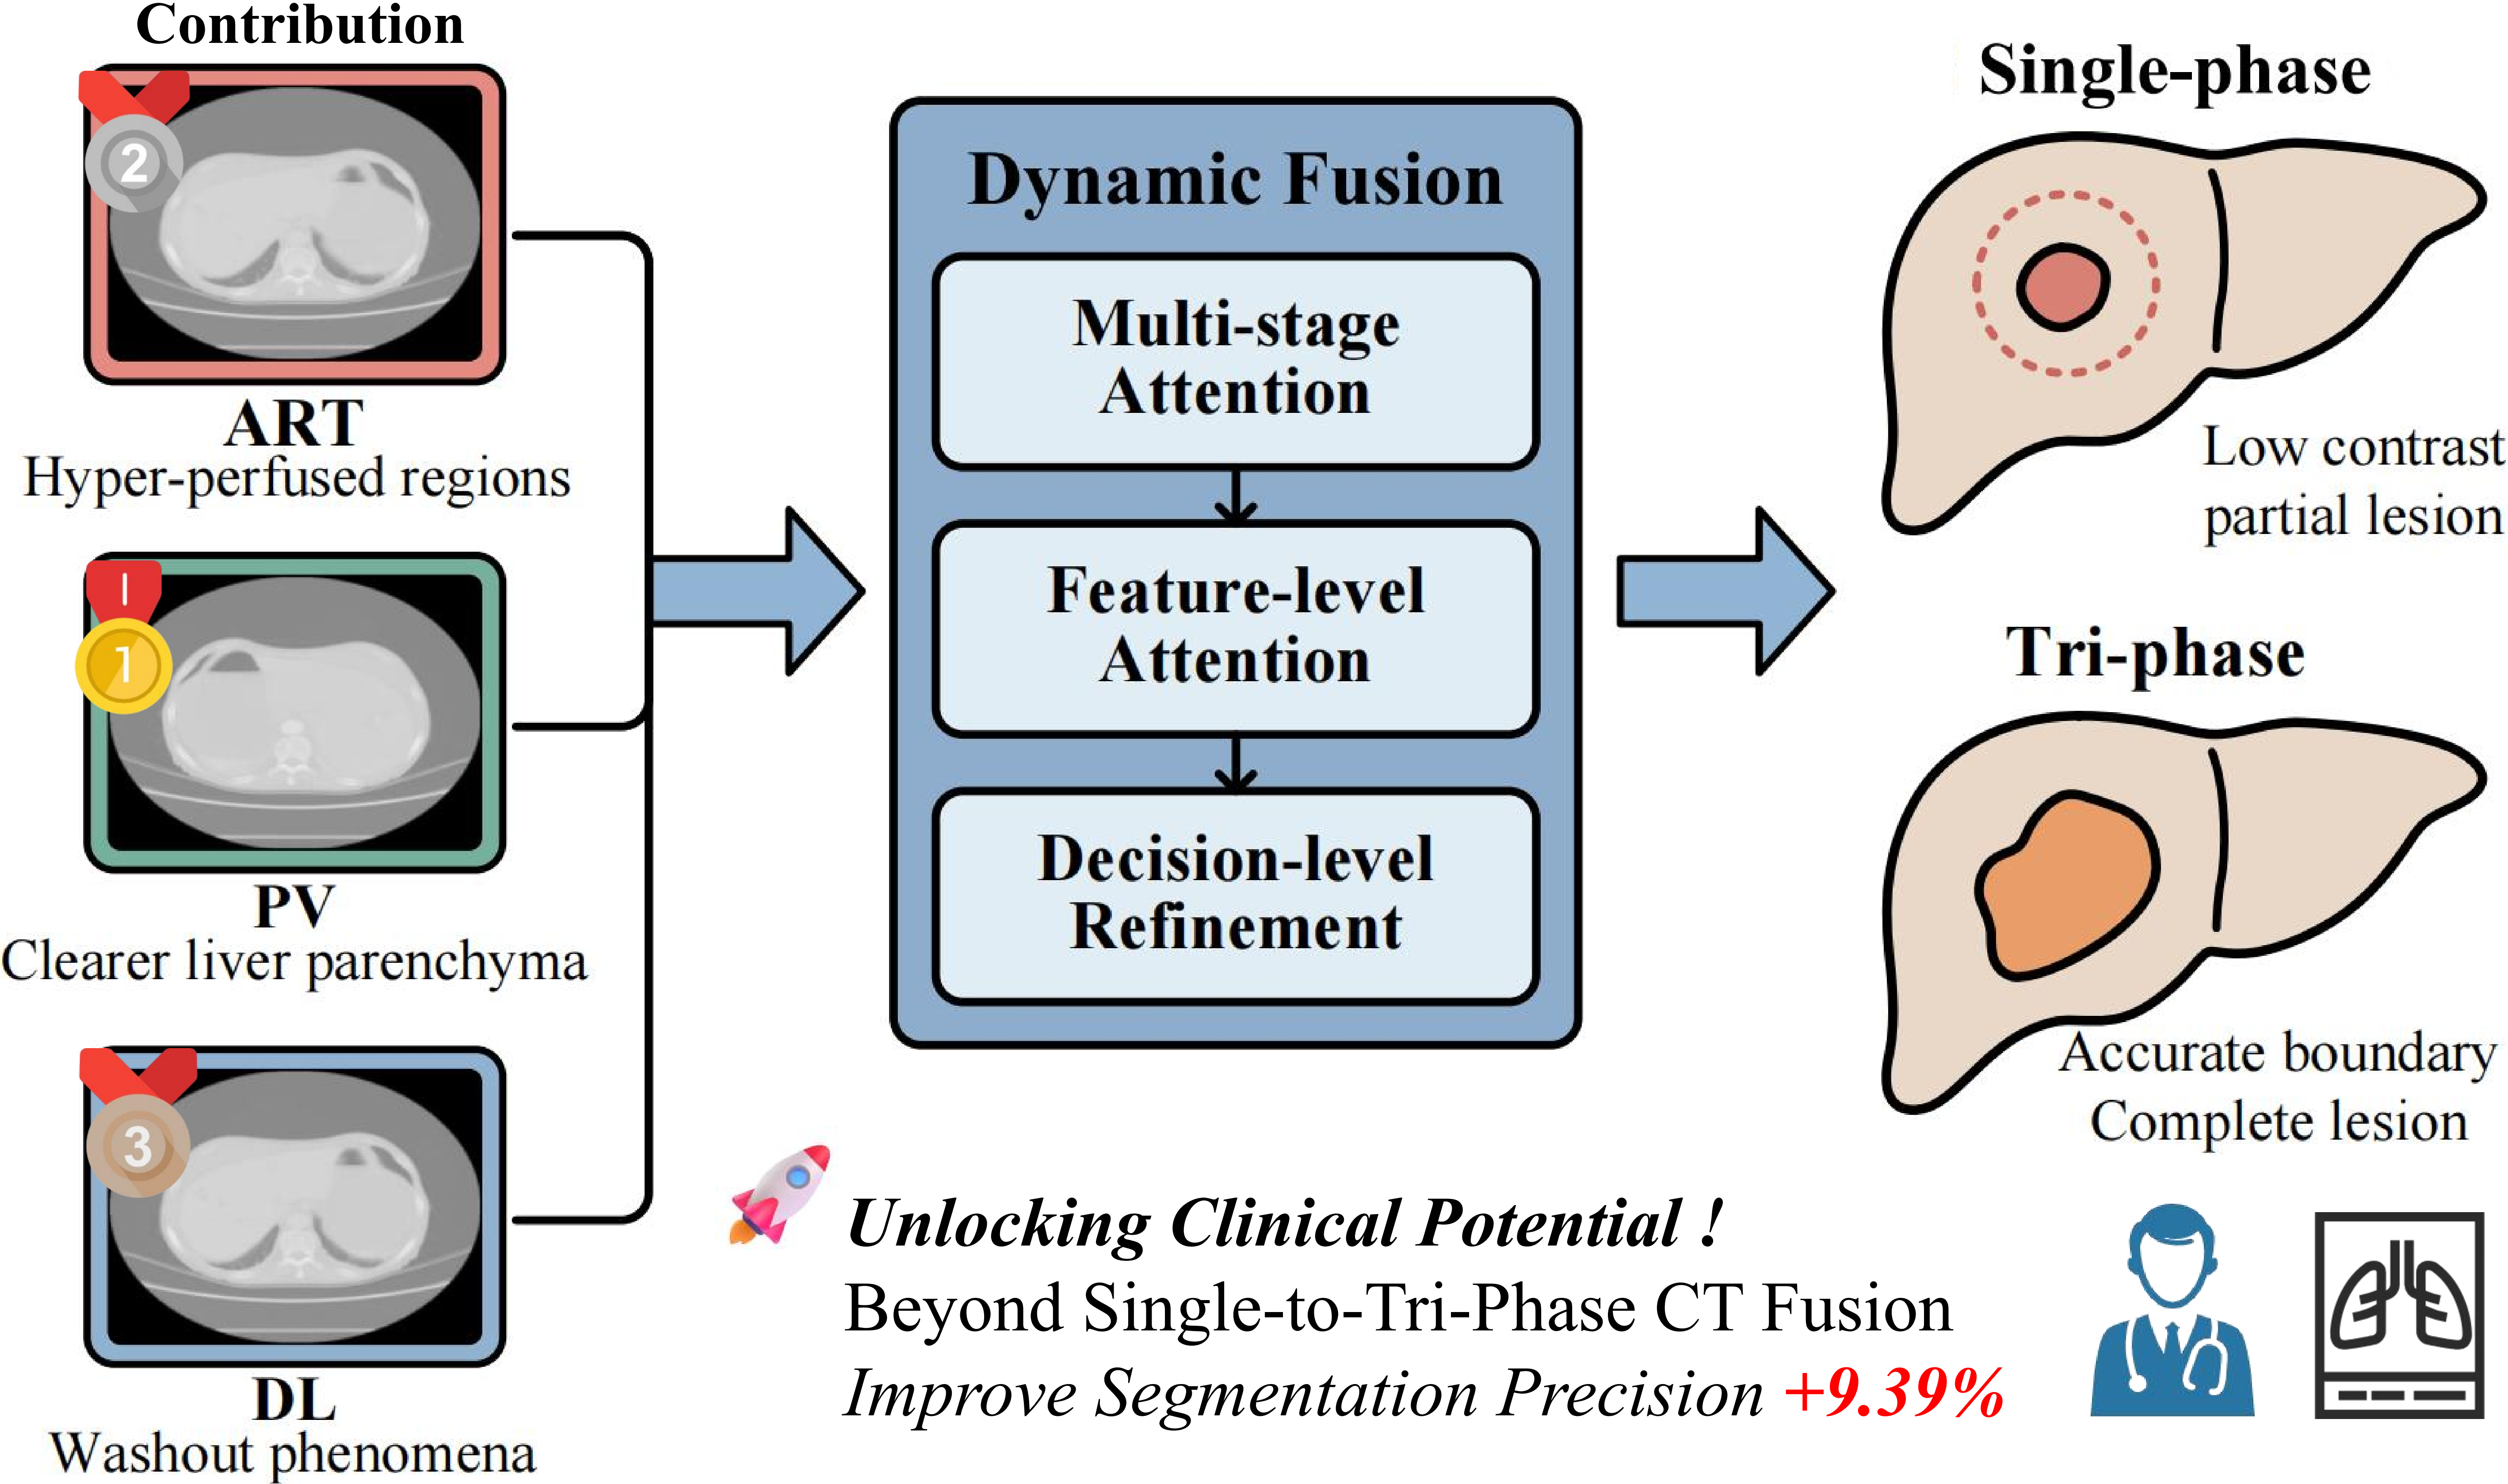 Contribution
2
ART
Hyper-perfused regions
1
PV
Clearer liver parenchyma
3
DL
Washout phenomena
Dynamic Fusion
Multi-stage
Attention
Feature-level
Attention
Decision-level
Refinement
Single-phase
Low contrast
partial lesion
Tri-phase
Accurate boundary
Complete lesion
Unlocking Clinical Potential !
Beyond Single-to-Tri-Phase CT Fusion
Improve Segmentation Precision +9.39%